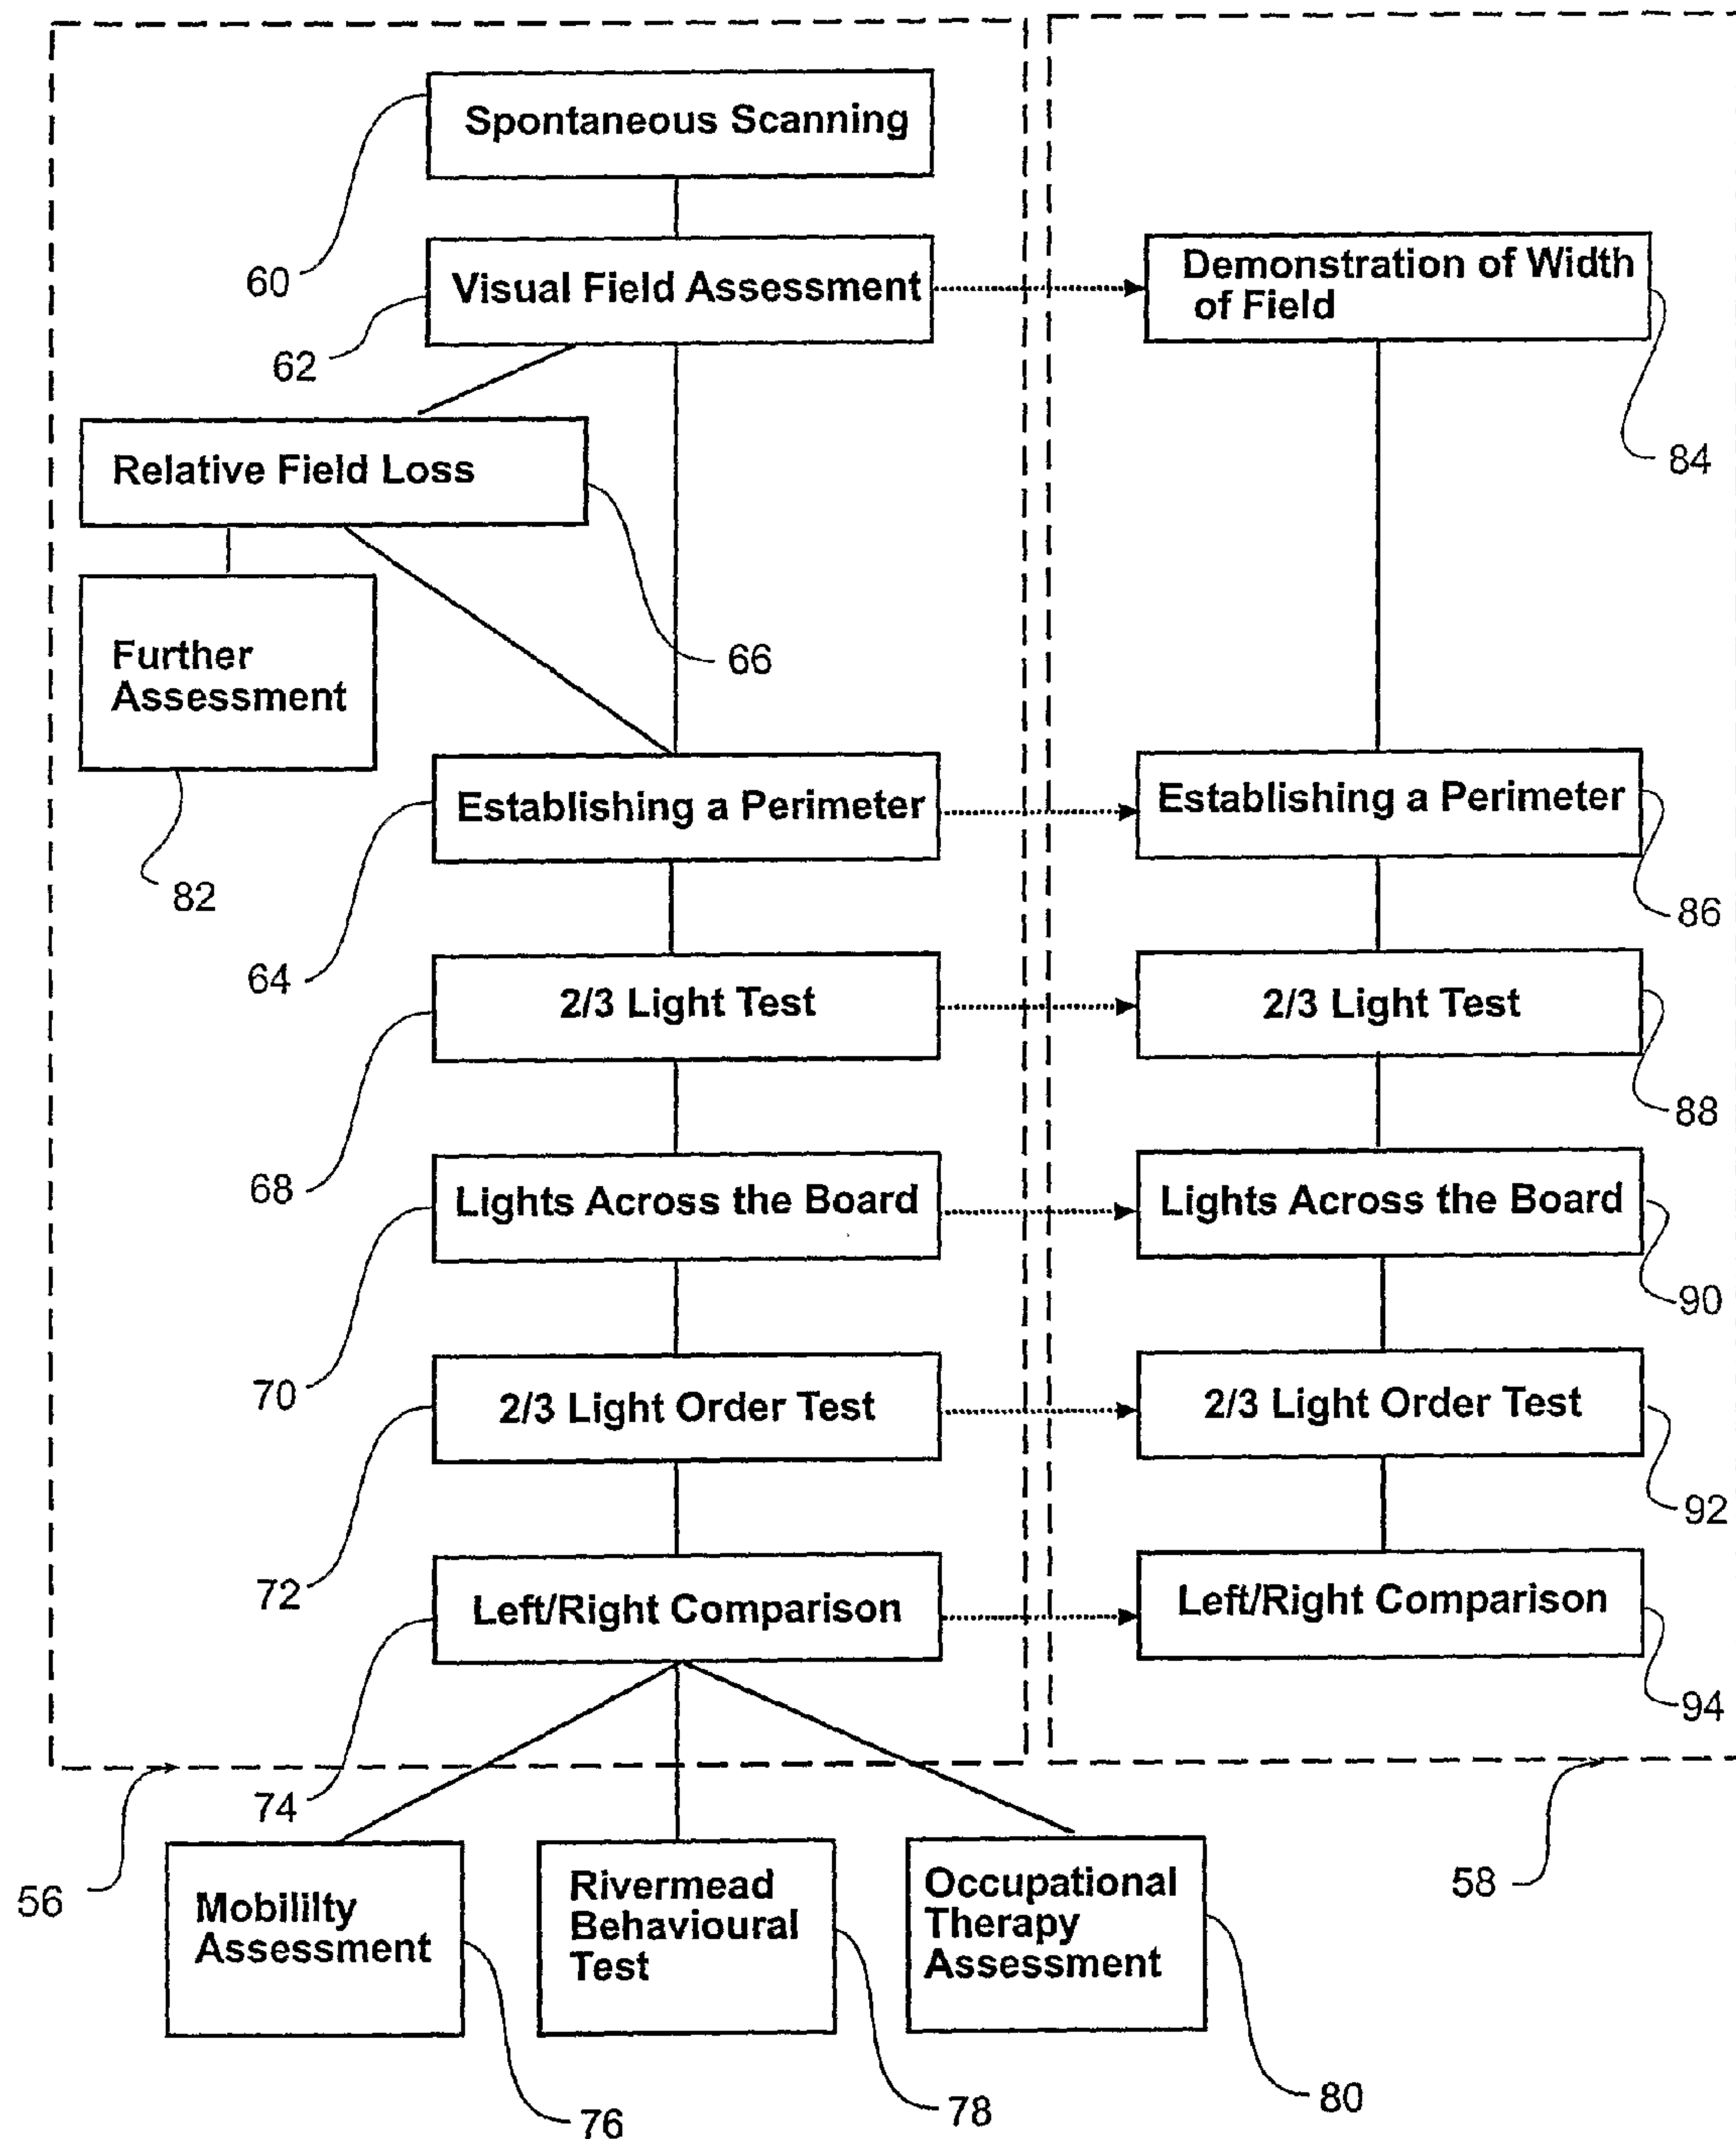 Spontaneous Scanning
60
Visual Field Assessment
62
Demonstration of Width
of Field
84
Relative Field Loss
66
Further
Assessment
82
Establishing a Perimeter
64
Establishing a Perimeter
86
2/3 Light Test
68
2/3 Light Test
88
Lights Across the Board
70
Lights Across the Board
90
2/3 Light Order Test
72
2/3 Light Order Test
92
Left/Right Comparison
74
Left/Right Comparison
94
56
58
Mobililty
Assessment
76
Rivermead
Behavioural
Test
78
Occupational
Therapy
Assessment
80